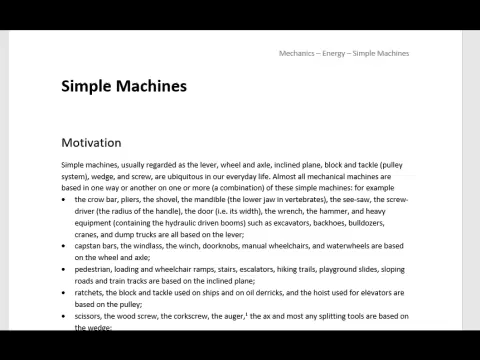 Mechanics – Energy – Simple Machines
Simple Machines
Motivation
Simple machines, usually regarded as the lever, wheel and axle, inclined plane, block and tackle (pulley
system), wedge, and screw, are ubiquitous in our everyday life. Almost all mechanical machines are
based in one way or another on one or more (a combination) of these simple machines: for example
• the crow bar, pliers, the shovel, the mandible (the lower jaw in vertebrates), the see-saw, the screw-
driver (the radius of the handle), the door (i.e. its width), the wrench, the hammer, and heavy
equipment (containing the hydraulic driven booms) such as excavators, backhoes, bulldozers,
cranes, and dump trucks are all based on the lever;
• capstan bars, the windlass, the winch, doorknobs, manual wheelchairs, and waterwheels are based
on the wheel and axle;
• pedestrian, loading and wheelchair ramps, stairs, escalators, hiking trails, playground slides, sloping
roads and train tracks are based on the inclined plane;
• ratchets, the block and tackle used on ships and on oil derricks, and the hoist used for elevators are
based on the pulley;
• scissors, the wood screw, the corkscrew, the auger,¹ the ax and most any splitting tools are based on
the wedge;